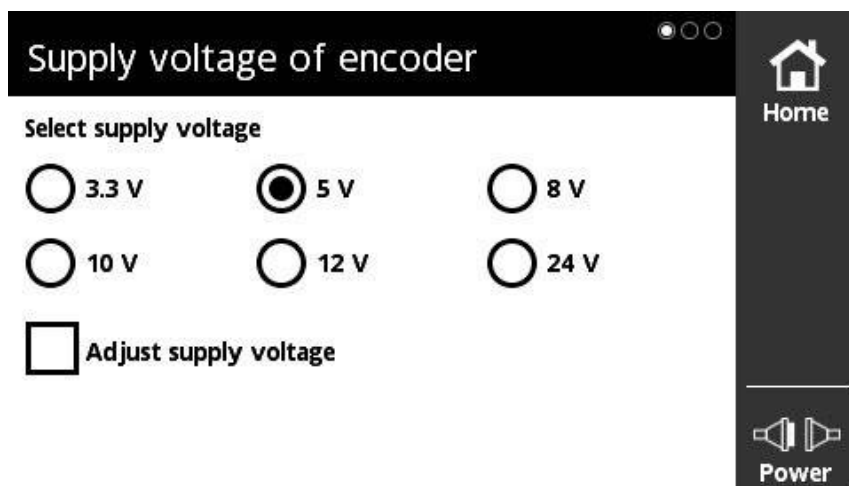 Supply voltage of encoder
Home
Select supply voltage
3.3 V 5 V 8 V
10 V 12 V 24 V
Adjust supply voltage
Power